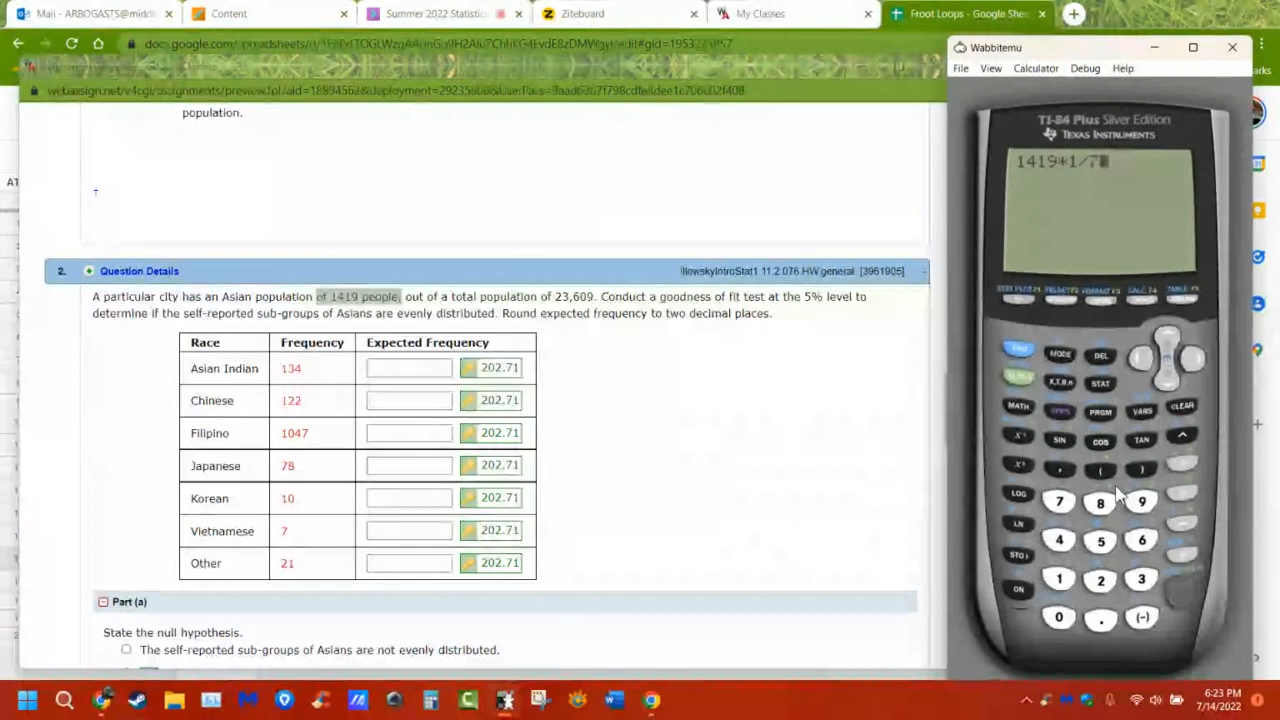 Mail - ARBOGASTS@middl
Content
Summer 2022 Statistic
Ziteboard
My Classes
Froot Loops - Google She
Wabbitemu
File View Calculator Debug Help
population.
TI-84 Plus Silver Edition
TEXAS INSTRUMENTS
1419*1/7
2. Question Details
IllowskyIntroStat1 11.2.076.HW.general [3961905]
A particular city has an Asian population of 1419 people, out of a total population of 23,609. Conduct a goodness of fit test at the 5% level to
determine if the self-reported sub-groups of Asians are evenly distributed. Round expected frequency to two decimal places.
Race Frequency Expected Frequency
Asian Indian 134 202.71
Chinese 122 202.71
Filipino 1047 202.71
Japanese 78 202.71
Korean 10 202.71
Vietnamese 7 202.71
Other 21 202.71
Part (a)
State the null hypothesis.
The self-reported sub-groups of Asians are not evenly distributed.
MODE DEL
X,T,θ,n STAT
MATH APPS PRGM VARS CLEAR
SIN COS TAN ^
, ( )
LOG 7 8 9
LN 4 5 6
STO 1 2 3
ON 0 . (-)
6:23 PM
7/14/2022